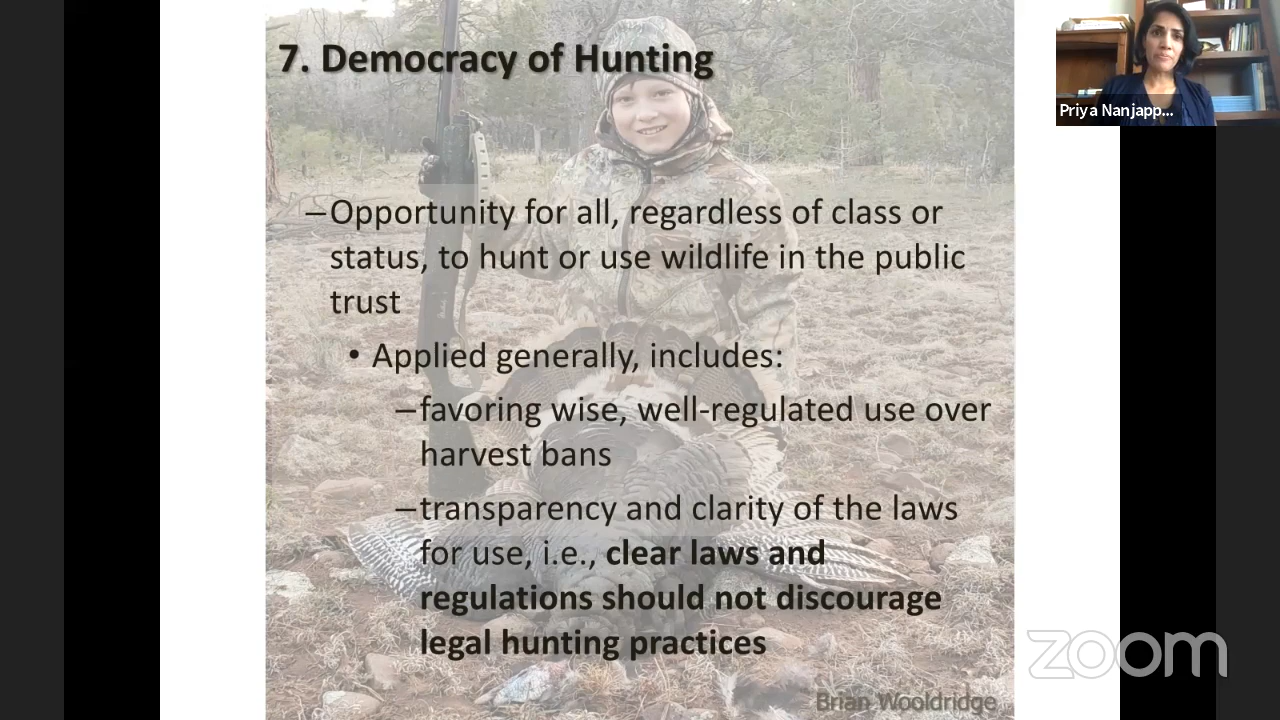 7. Democracy of Hunting
Priya Nanjapp...
–Opportunity for all, regardless of class or
status, to hunt or use wildlife in the public
trust
• Applied generally, includes:
–favoring wise, well-regulated use over
harvest bans
–transparency and clarity of the laws
for use, i.e., clear laws and
regulations should not discourage
legal hunting practices
zoom
Brian Wooldridge